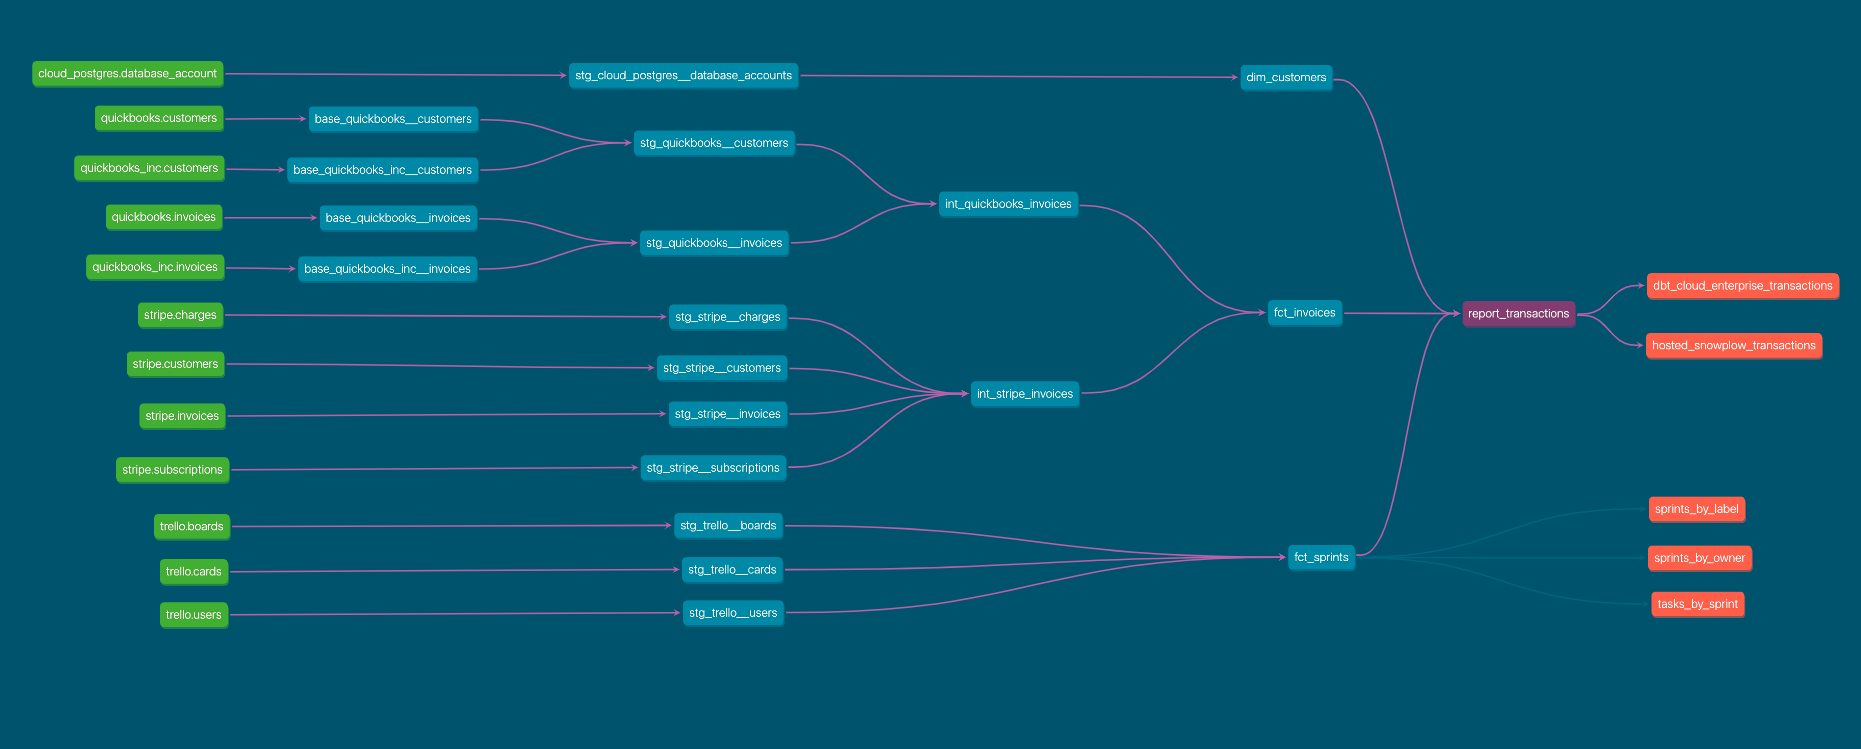 cloud_postgres.database_account
stg_cloud_postgres__database_accounts
dim_customers
quickbooks.customers
base_quickbooks__customers
stg_quickbooks__customers
quickbooks_inc.customers
base_quickbooks_inc__customers
int_quickbooks_invoices
quickbooks.invoices
base_quickbooks__invoices
stg_quickbooks__invoices
quickbooks_inc.invoices
base_quickbooks_inc__invoices
dbt_cloud_enterprise_transactions
stripe.charges
stg_stripe__charges
fct_invoices
report_transactions
hosted_snowplow_transactions
stripe.customers
stg_stripe__customers
int_stripe_invoices
stripe.invoices
stg_stripe__invoices
stripe.subscriptions
stg_stripe__subscriptions
sprints_by_label
trello.boards
stg_trello__boards
fct_sprints
sprints_by_owner
trello.cards
stg_trello__cards
tasks_by_sprint
trello.users
stg_trello__users